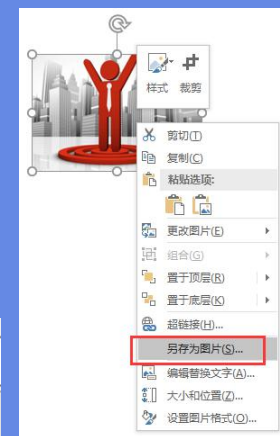 样式 裁剪
剪切(T)
复制(C)
粘贴选项:
更改图片(E)
组合(G)
置于顶层(R)
置于底层(K)
超链接(H)...
另存为图片(S)...
编辑替换文字(A)...
大小和位置(Z)...
设置图片格式(O)...